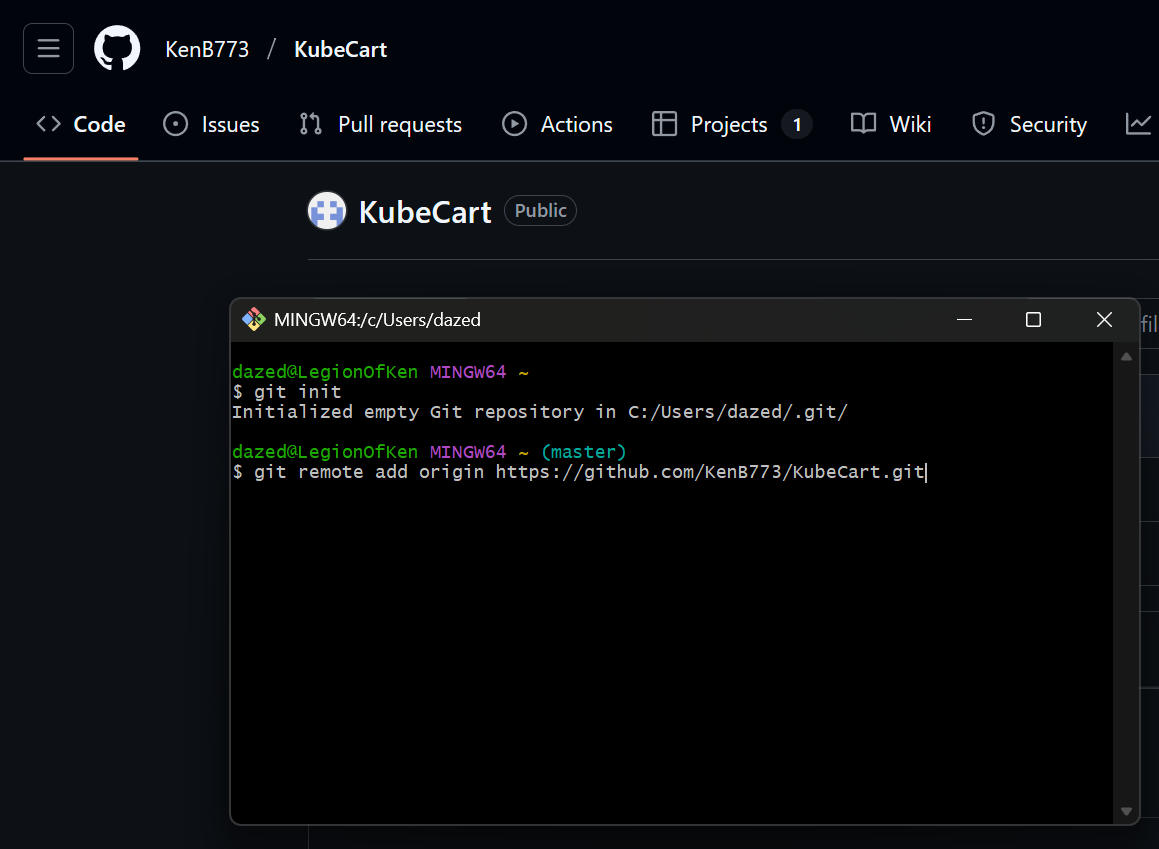 KenB773 / KubeCart
Code Issues Pull requests Actions Projects 1 Wiki Security
KubeCart Public
MINGW64:/c/Users/dazed
fil
dazed@LegionOfKen MINGW64 ~
$ git init
Initialized empty Git repository in C:/Users/dazed/.git/
dazed@LegionOfKen MINGW64 ~ (master)
$ git remote add origin https://github.com/KenB773/KubeCart.git